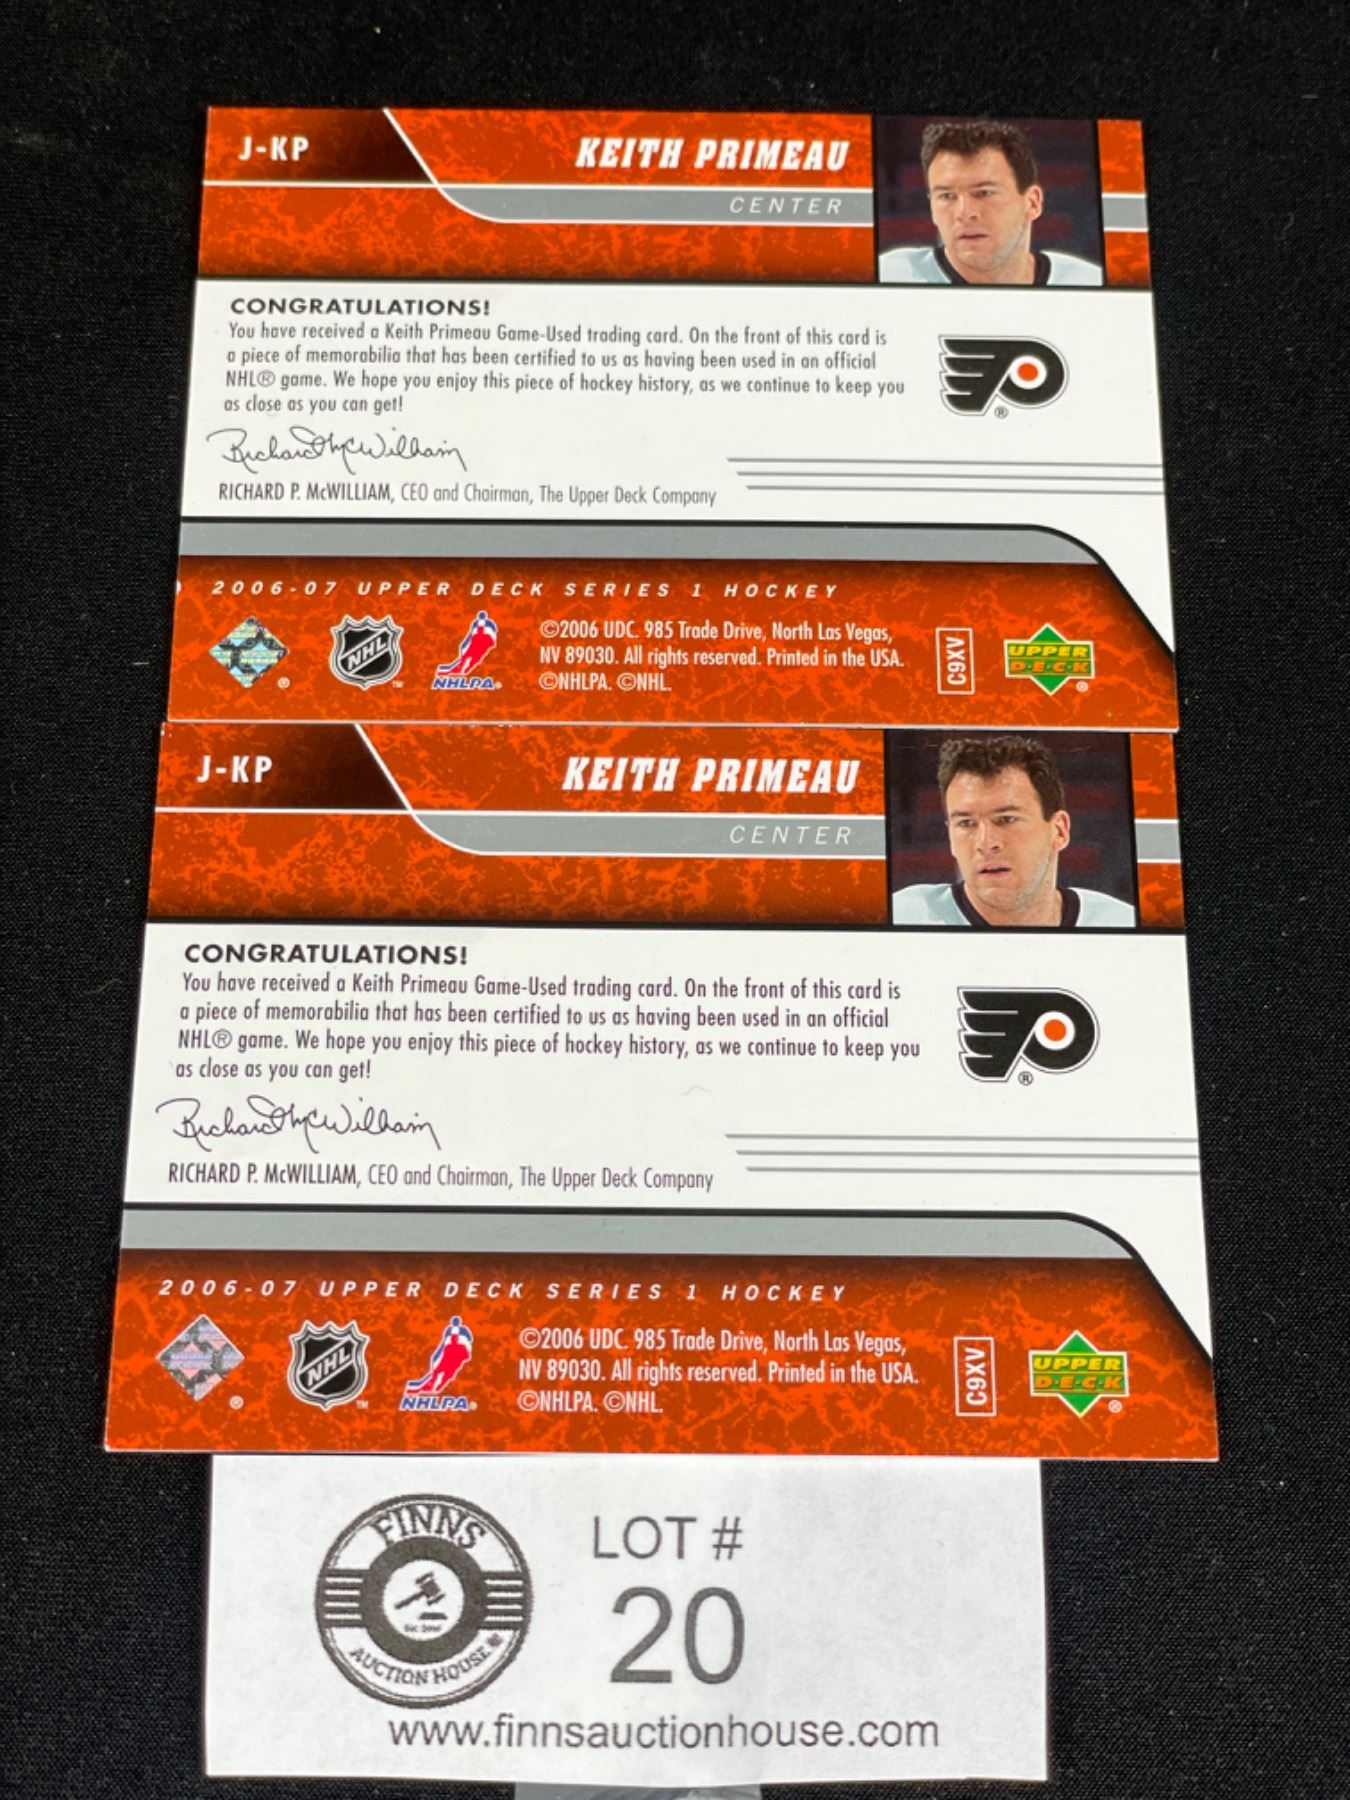 J-KP
KEITH PRIMEAU
CENTER
CONGRATULATIONS!
You have received a Keith Primeau Game-Used trading card. On the front of this card is
a piece of memorabilia that has been certified to us as having been used in an official
NHL® game. We hope you enjoy this piece of hockey history, as we continue to keep you
as close as you can get!
Richard McWilliam
RICHARD P. McWILLIAM, CEO and Chairman, The Upper Deck Company
®
2006-07 UPPER DECK SERIES 1 HOCKEY
®
NHL
™
NHLPA®
©2006 UDC. 985 Trade Drive, North Las Vegas,
NV 89030. All rights reserved. Printed in the USA.
©NHLPA. ©NHL.
C9XV
UPPER
D·E·C·K
®
J-KP
KEITH PRIMEAU
CENTER
CONGRATULATIONS!
You have received a Keith Primeau Game-Used trading card. On the front of this card is
a piece of memorabilia that has been certified to us as having been used in an official
NHL® game. We hope you enjoy this piece of hockey history, as we continue to keep you
as close as you can get!
Richard McWilliam
RICHARD P. McWILLIAM, CEO and Chairman, The Upper Deck Company
®
2006-07 UPPER DECK SERIES 1 HOCKEY
®
NHL
™
NHLPA®
©2006 UDC. 985 Trade Drive, North Las Vegas,
NV 89030. All rights reserved. Printed in the USA.
©NHLPA. ©NHL.
C9XV
UPPER
D·E·C·K
®
FINNS
AUCTION HOUSE
LOT #
20
www.finnsauctionhouse.com